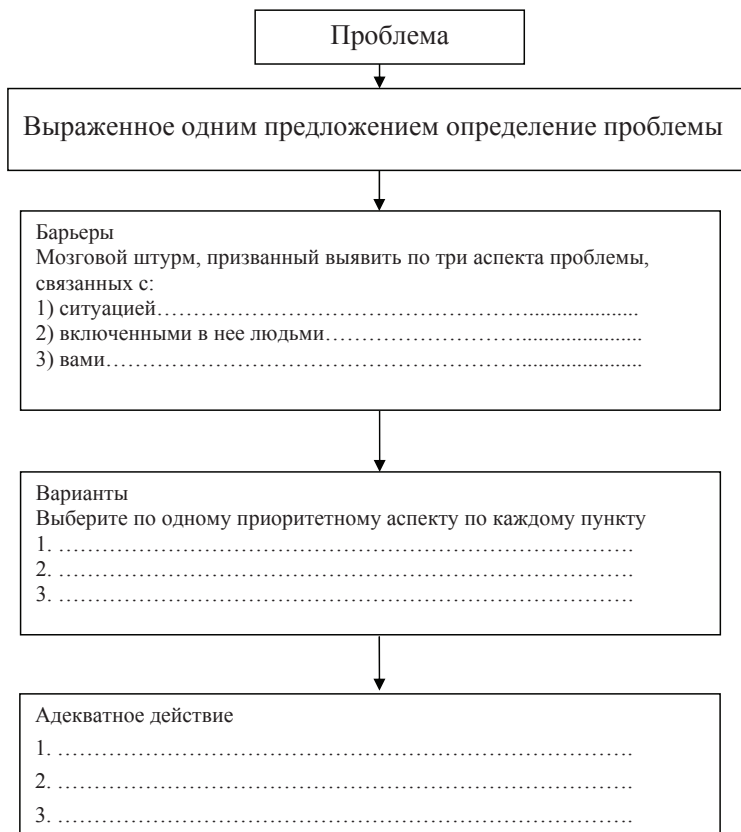 Проблема
Выраженное одним предложением определение проблемы
Барьеры
Мозговой штурм, призванный выявить по три аспекта проблемы,
связанных с:
1) ситуацией……………………………………………......................
2) включенными в нее людьми……………………......................
3) вами…………………………………………………......................
Варианты
Выберите по одному приоритетному аспекту по каждому пункту
1. ……………………………………………………………….
2. ……………………………………………………………….
3. ……………………………………………………………….
Адекватное действие
1. ……………………………………………………………….
2. ……………………………………………………………….
3. ……………………………………………………………….